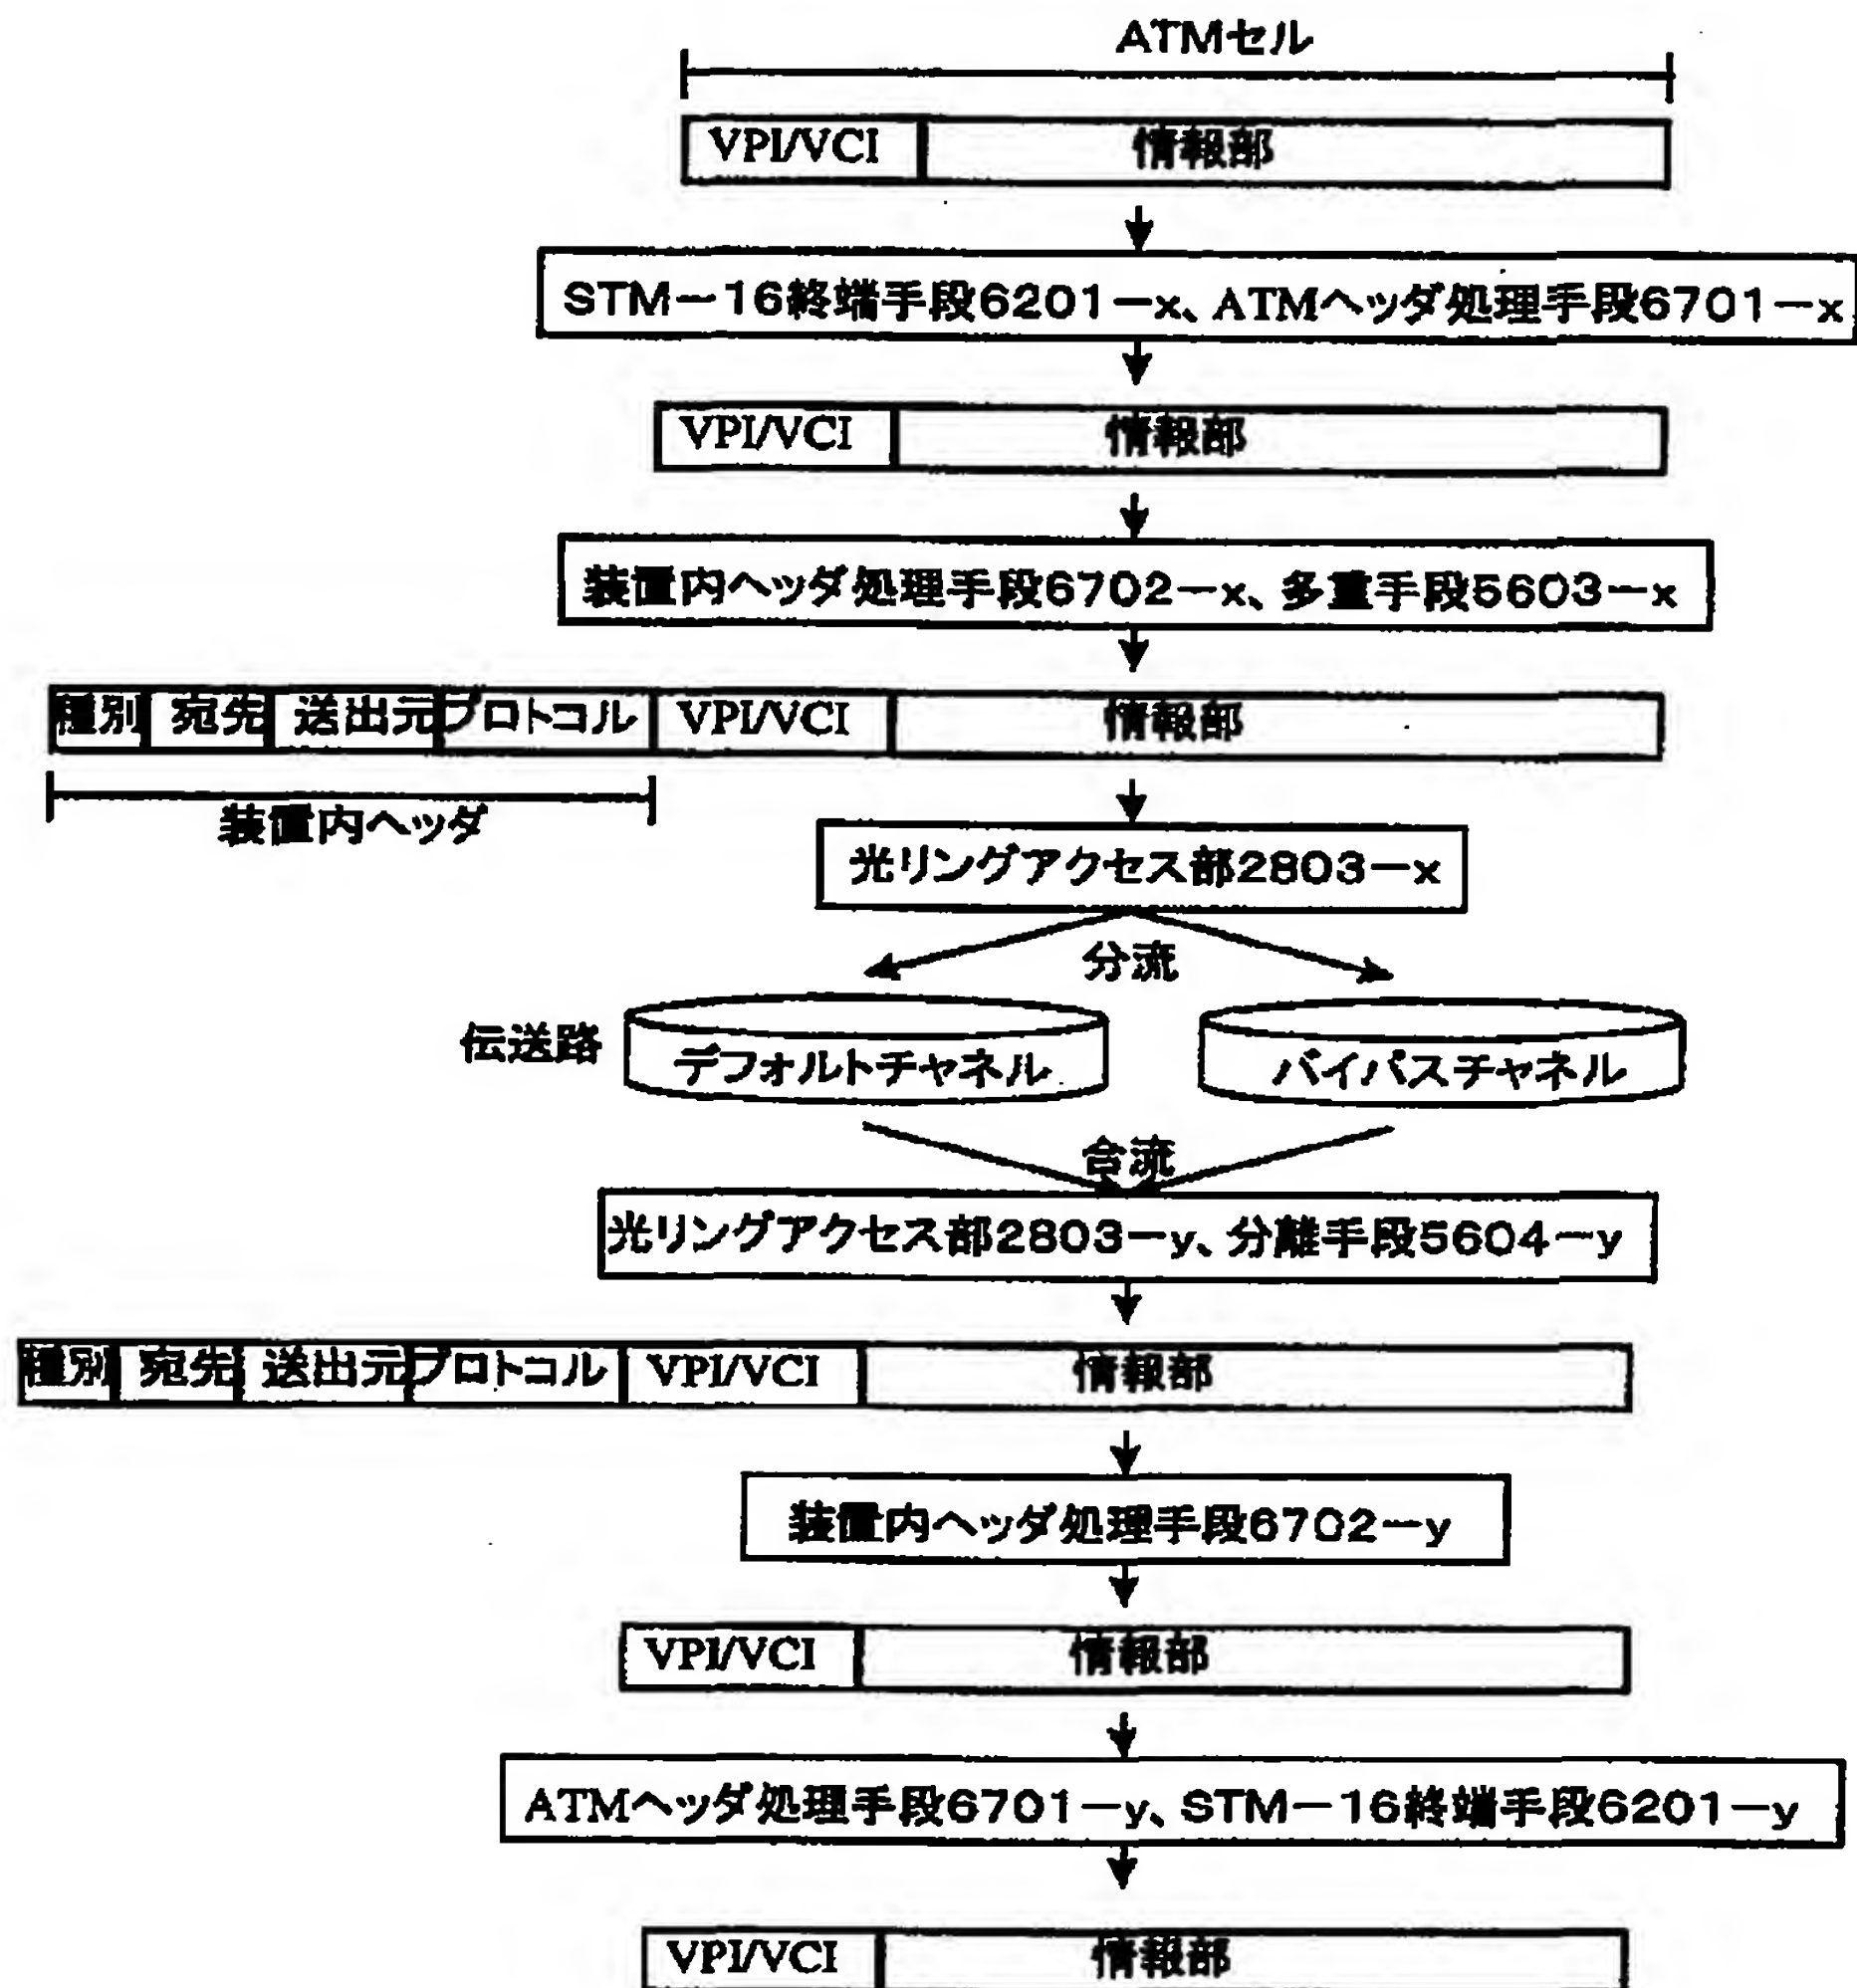 ATMセル
VPI/VCI 情報部
STM－16終端手段6201－x、ATMヘッダ処理手段6701－x
VPI/VCI 情報部
装置内ヘッダ処理手段6702－x、多重手段5603－x
種別 宛先 送出元 プロトコル VPI/VCI 情報部
装置内ヘッダ
光リングアクセス部2803－x
分流
伝送路 デフォルトチャネル バイパスチャネル
合流
光リングアクセス部2803－y、分離手段5604－y
種別 宛先 送出元 プロトコル VPI/VCI 情報部
装置内ヘッダ処理手段6702－y
VPI/VCI 情報部
ATMヘッダ処理手段6701－y、STM－16終端手段6201－y
VPI/VCI 情報部